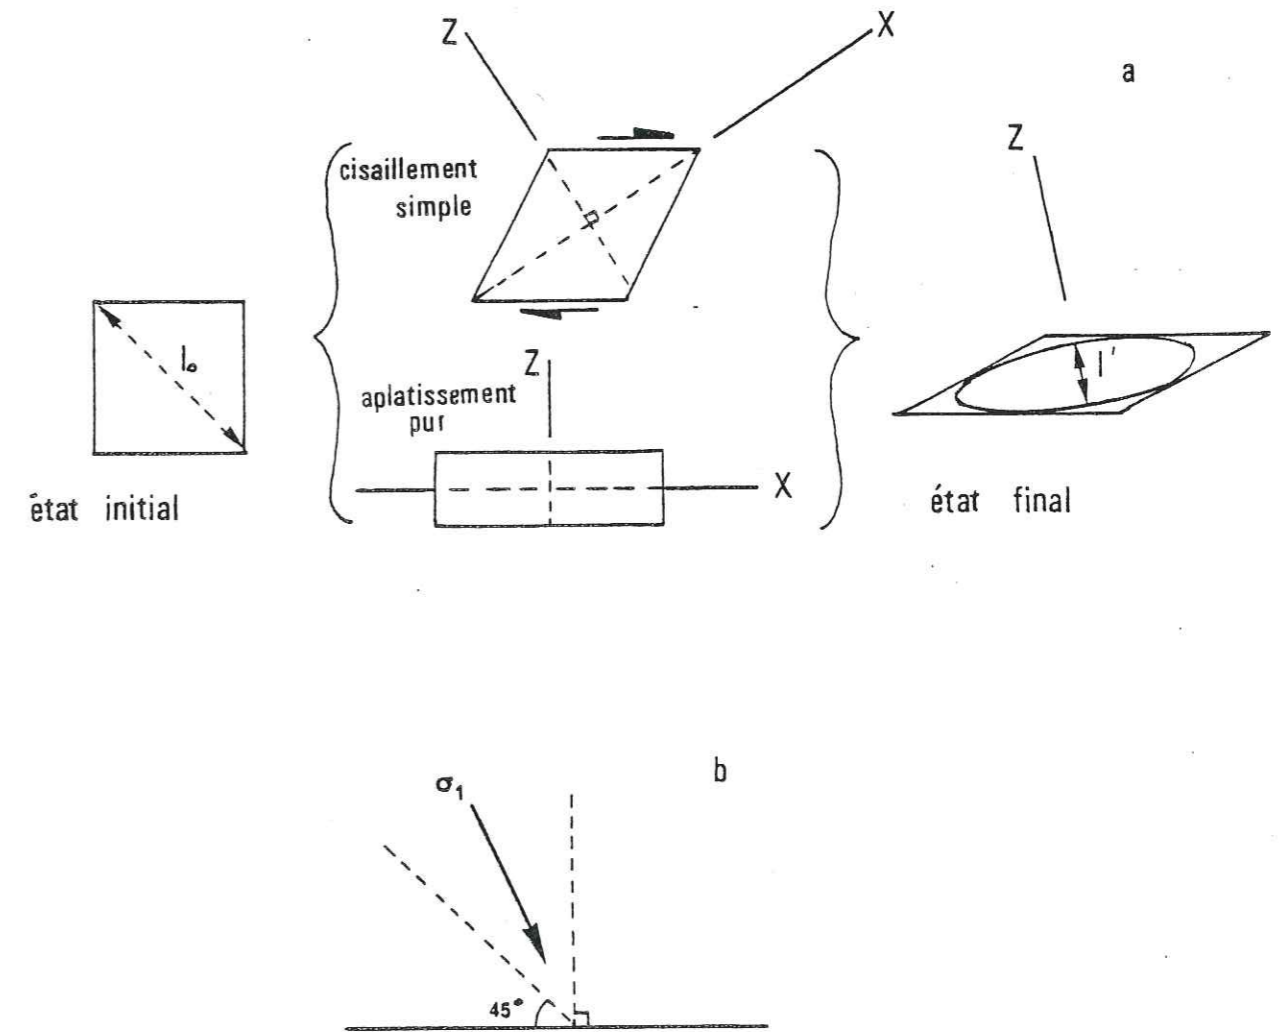 Z
X
a
cisaillement
simple
Z
l₀
Z
aplatissement
pur
l'
X
état initial
état final
b
σ₁
45°